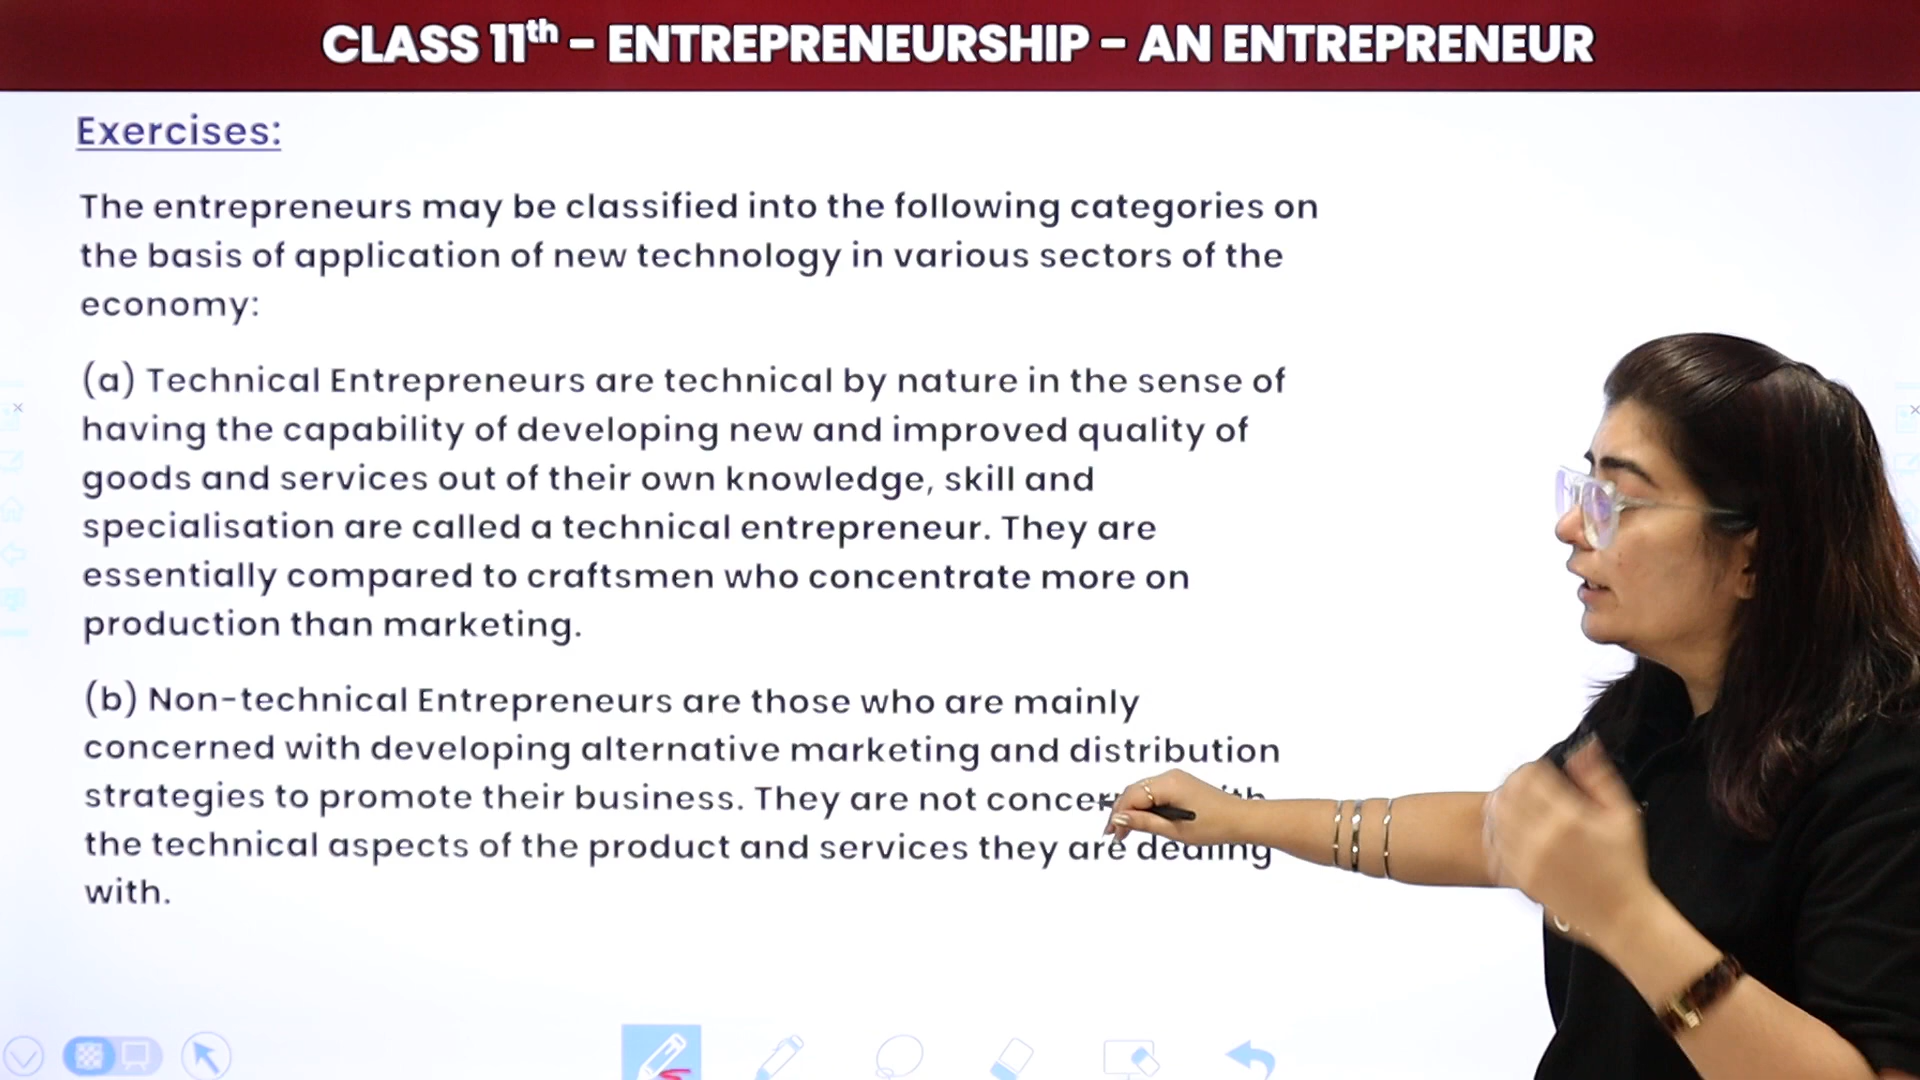 CLASS 11th – ENTREPRENEURSHIP – AN ENTREPRENEUR
Exercises:
The entrepreneurs may be classified into the following categories on
the basis of application of new technology in various sectors of the
economy:
(a) Technical Entrepreneurs are technical by nature in the sense of
having the capability of developing new and improved quality of
goods and services out of their own knowledge, skill and
specialisation are called a technical entrepreneur. They are
essentially compared to craftsmen who concentrate more on
production than marketing.
(b) Non-technical Entrepreneurs are those who are mainly
concerned with developing alternative marketing and distribution
strategies to promote their business. They are not
the technical aspects of the product and services they are dealing
with.